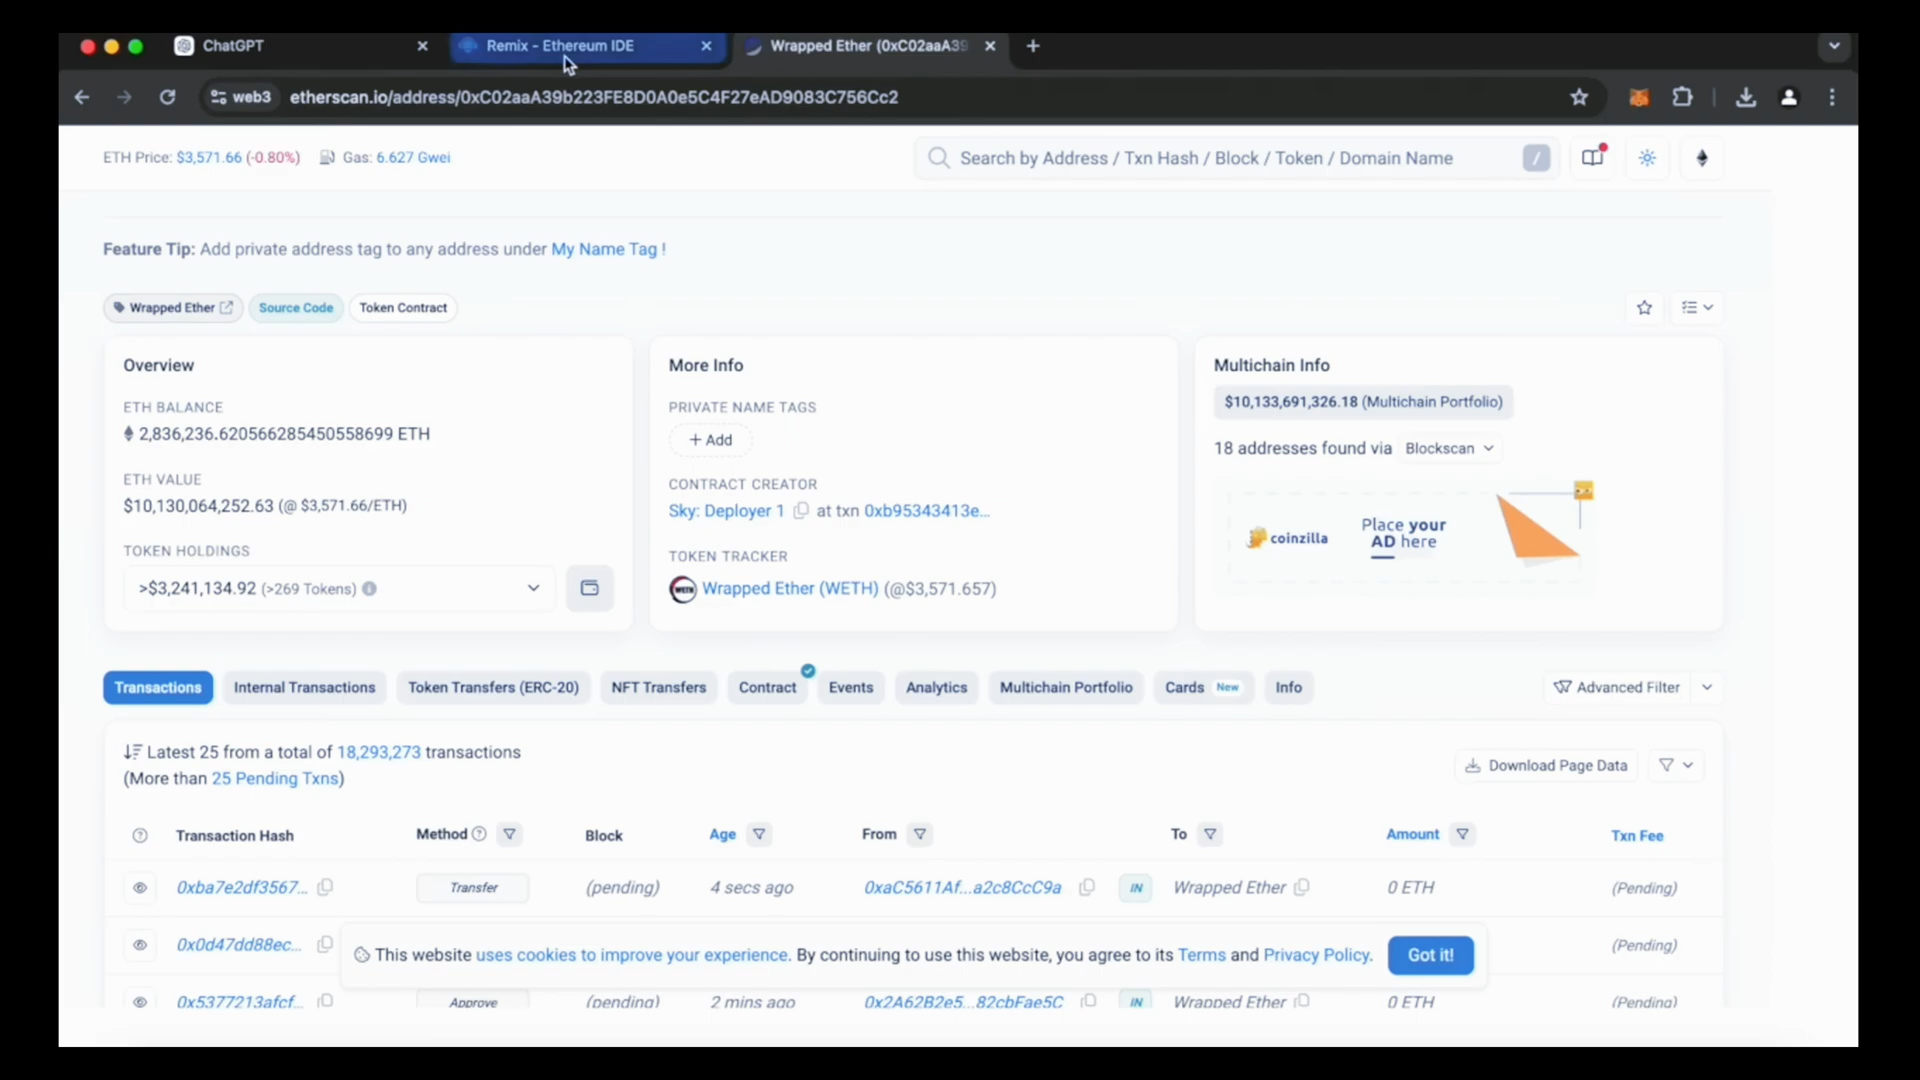 ChatGPT
Remix - Ethereum IDE
Wrapped Ether (0xC02aaA39
web3
etherscan.io/address/0xC02aaA39b223FE8D0A0e5C4F27eAD9083C756Cc2
ETH Price: $3,571.66 (-0.80%)
Gas: 6.627 Gwei
Search by Address / Txn Hash / Block / Token / Domain Name
/
Feature Tip: Add private address tag to any address under My Name Tag !
Wrapped Ether
Source Code
Token Contract
Overview
ETH BALANCE
2,836,236.620566285450558699 ETH
ETH VALUE
$10,130,064,252.63 (@ $3,571.66/ETH)
TOKEN HOLDINGS
>$3,241,134.92 (>269 Tokens)
More Info
PRIVATE NAME TAGS
+ Add
CONTRACT CREATOR
Sky: Deployer 1 at txn 0xb95343413e...
TOKEN TRACKER
WETH
Wrapped Ether (WETH) (@$3,571.657)
Multichain Info
$10,133,691,326.18 (Multichain Portfolio)
18 addresses found via Blockscan
coinzilla
Place your
AD here
Transactions
Internal Transactions
Token Transfers (ERC-20)
NFT Transfers
Contract
Events
Analytics
Multichain Portfolio
Cards New
Info
Advanced Filter
Latest 25 from a total of 18,293,273 transactions
(More than 25 Pending Txns)
Download Page Data
Transaction Hash
Method
Block
Age
From
To
Amount
Txn Fee
0xba7e2df3567... Transfer (pending) 4 secs ago 0xaC5611Af...a2c8CcC9a IN Wrapped Ether 0 ETH (Pending)
0x0d47dd88ec... (Pending)
This website uses cookies to improve your experience. By continuing to use this website, you agree to its Terms and Privacy Policy.
Got it!
0x5377213afcf... Approve (pending) 2 mins ago 0x2A62B2e5...82cbFae5C IN Wrapped Ether 0 ETH (Pending)